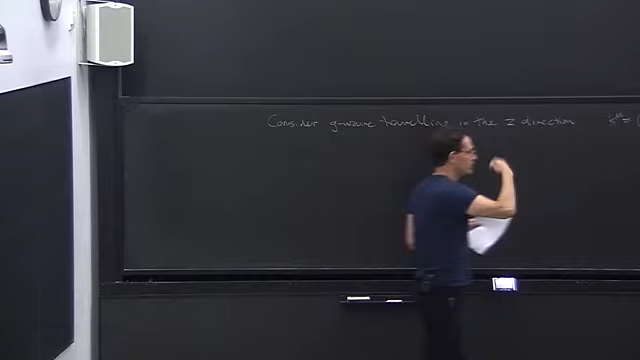 Consider g-wave travelling in the z direction k^μ = (